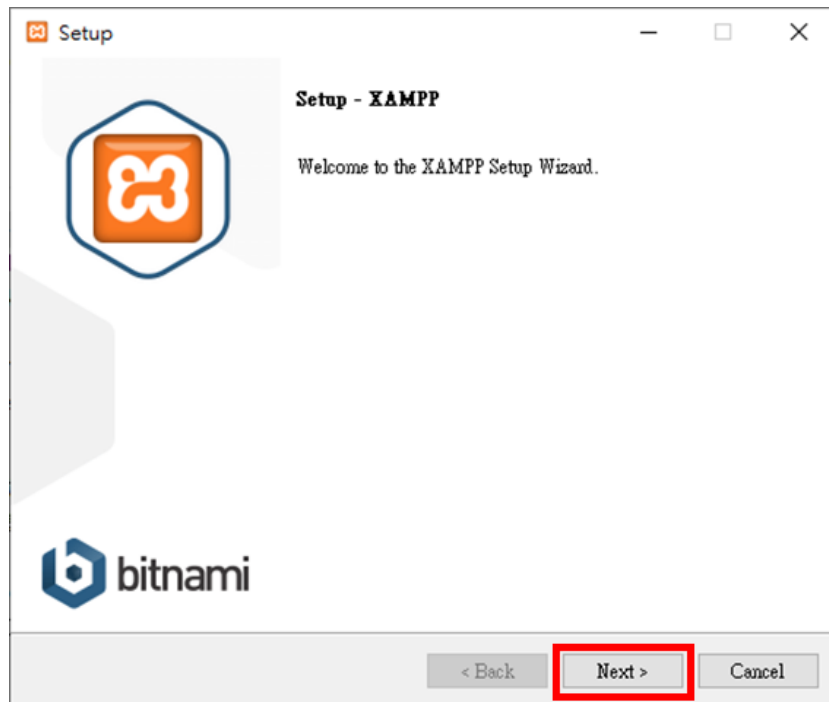 Setup
Setup - XAMPP
Welcome to the XAMPP Setup Wizard.
bitnami
< Back
Next >
Cancel